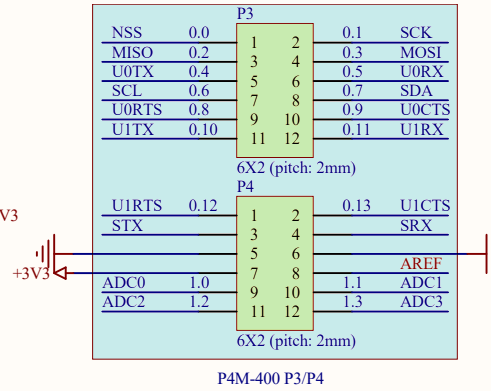 P3
NSS 0.0 1 2 0.1 SCK
MISO 0.2 3 4 0.3 MOSI
U0TX 0.4 5 6 0.5 U0RX
SCL 0.6 7 8 0.7 SDA
U0RTS 0.8 9 10 0.9 U0CTS
U1TX 0.10 11 12 0.11 U1RX
6X2 (pitch: 2mm)
P4
U1RTS 0.12 1 2 0.13 U1CTS
V3
STX 3 4 SRX
5 6
+3V3 7 8 AREF
ADC0 1.0 9 10 1.1 ADC1
ADC2 1.2 11 12 1.3 ADC3
6X2 (pitch: 2mm)
P4M-400 P3/P4